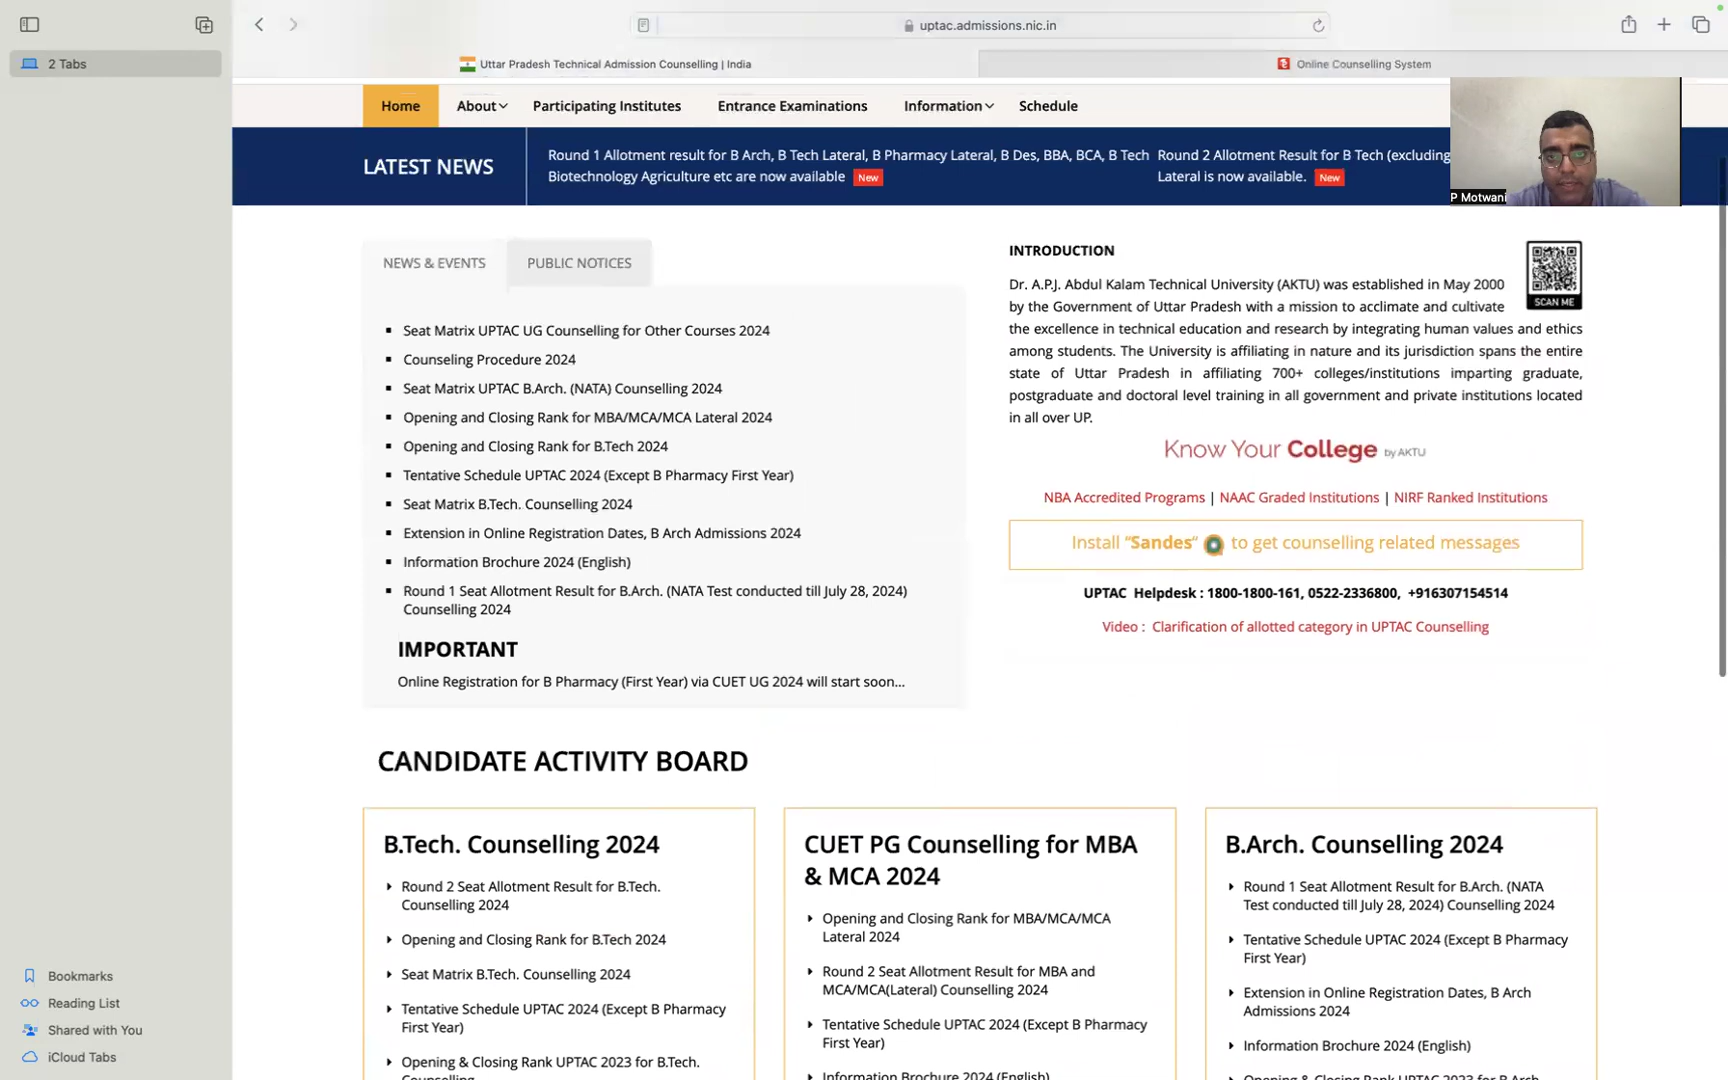 2 Tabs
uptac.admissions.nic.in
Uttar Pradesh Technical Admission Counselling | India
Online Counselling System
Home
About
Participating Institutes
Entrance Examinations
Information
Schedule
LATEST NEWS
Round 1 Allotment result for B Arch, B Tech Lateral, B Pharmacy Lateral, B Des, BBA, BCA, B Tech
Biotechnology Agriculture etc are now available New
Round 2 Allotment Result for B Tech (excluding
Lateral is now available. New
P Motwani
NEWS & EVENTS
PUBLIC NOTICES
Seat Matrix UPTAC UG Counselling for Other Courses 2024
Counseling Procedure 2024
Seat Matrix UPTAC B.Arch. (NATA) Counselling 2024
Opening and Closing Rank for MBA/MCA/MCA Lateral 2024
Opening and Closing Rank for B.Tech 2024
Tentative Schedule UPTAC 2024 (Except B Pharmacy First Year)
Seat Matrix B.Tech. Counselling 2024
Extension in Online Registration Dates, B Arch Admissions 2024
Information Brochure 2024 (English)
Round 1 Seat Allotment Result for B.Arch. (NATA Test conducted till July 28, 2024)
Counselling 2024
IMPORTANT
Online Registration for B Pharmacy (First Year) via CUET UG 2024 will start soon...
INTRODUCTION
SCAN ME
Dr. A.P.J. Abdul Kalam Technical University (AKTU) was established in May 2000
by the Government of Uttar Pradesh with a mission to acclimate and cultivate
the excellence in technical education and research by integrating human values and ethics
among students. The University is affiliating in nature and its jurisdiction spans the entire
state of Uttar Pradesh in affiliating 700+ colleges/institutions imparting graduate,
postgraduate and doctoral level training in all government and private institutions located
in all over UP.
Know Your College by AKTU
NBA Accredited Programs | NAAC Graded Institutions | NIRF Ranked Institutions
Install “Sandes“ to get counselling related messages
UPTAC Helpdesk : 1800-1800-161, 0522-2336800, +916307154514
Video : Clarification of allotted category in UPTAC Counselling
CANDIDATE ACTIVITY BOARD
B.Tech. Counselling 2024
Round 2 Seat Allotment Result for B.Tech.
Counselling 2024
Opening and Closing Rank for B.Tech 2024
Seat Matrix B.Tech. Counselling 2024
Tentative Schedule UPTAC 2024 (Except B Pharmacy
First Year)
Opening & Closing Rank UPTAC 2023 for B.Tech.
Counselling
CUET PG Counselling for MBA
& MCA 2024
Opening and Closing Rank for MBA/MCA/MCA
Lateral 2024
Round 2 Seat Allotment Result for MBA and
MCA/MCA(Lateral) Counselling 2024
Tentative Schedule UPTAC 2024 (Except B Pharmacy
First Year)
Information Brochure 2024 (English)
B.Arch. Counselling 2024
Round 1 Seat Allotment Result for B.Arch. (NATA
Test conducted till July 28, 2024) Counselling 2024
Tentative Schedule UPTAC 2024 (Except B Pharmacy
First Year)
Extension in Online Registration Dates, B Arch
Admissions 2024
Information Brochure 2024 (English)
Opening & Closing Rank UPTAC 2023 for B Arch
Bookmarks
Reading List
Shared with You
iCloud Tabs